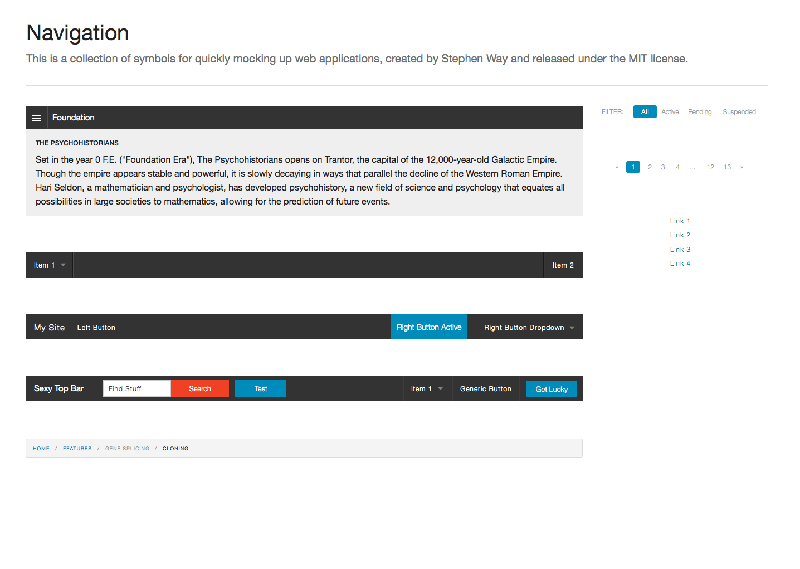 Navigation
This is a collection of symbols for quickly mocking up web applications, created by Stephen Way and released under the MIT license.
Foundation
THE PSYCHOHISTORIANS
Set in the year 0 F.E. ("Foundation Era"), The Psychohistorians opens on Trantor, the capital of the 12,000-year-old Galactic Empire.
Though the empire appears stable and powerful, it is slowly decaying in ways that parallel the decline of the Western Roman Empire.
Hari Seldon, a mathematician and psychologist, has developed psychohistory, a new field of science and psychology that equates all
possibilities in large societies to mathematics, allowing for the prediction of future events.
FILTER: All Active Pending Suspended
1 2 3 4 ... 12 13
Link 1
Link 2
Link 3
Link 4
Item 1 Item 2
My Site Left Button Right Button Active Right Button Dropdown
Sexy Top Bar Find Stuff Search Test Item 1 Generic Button Get Lucky
HOME / FEATURES / GENE SPLICING / CLONING